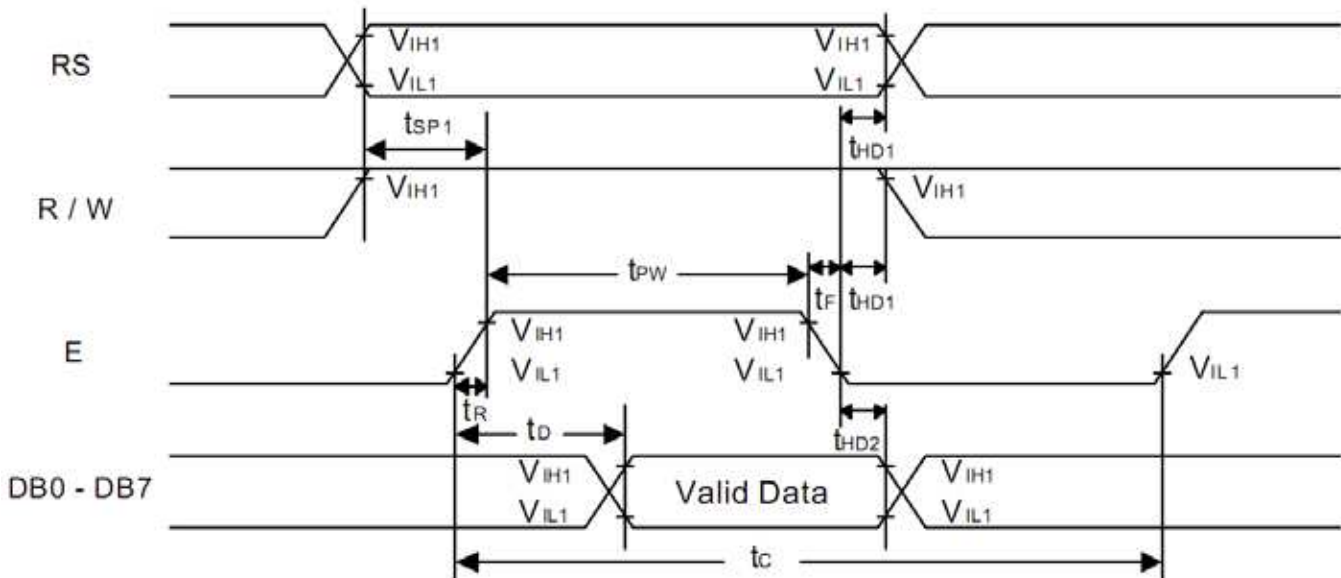 RS
VIH1 VIH1
VIL1 VIL1
tSP1
tHD1
R / W
VIH1 VIH1
tPW
tF tHD1
E
VIH1 VIH1
VIL1 VIL1 VIL1
tR
tD
tHD2
DB0 - DB7
VIH1 VIH1
Valid Data
VIL1 VIL1
tC